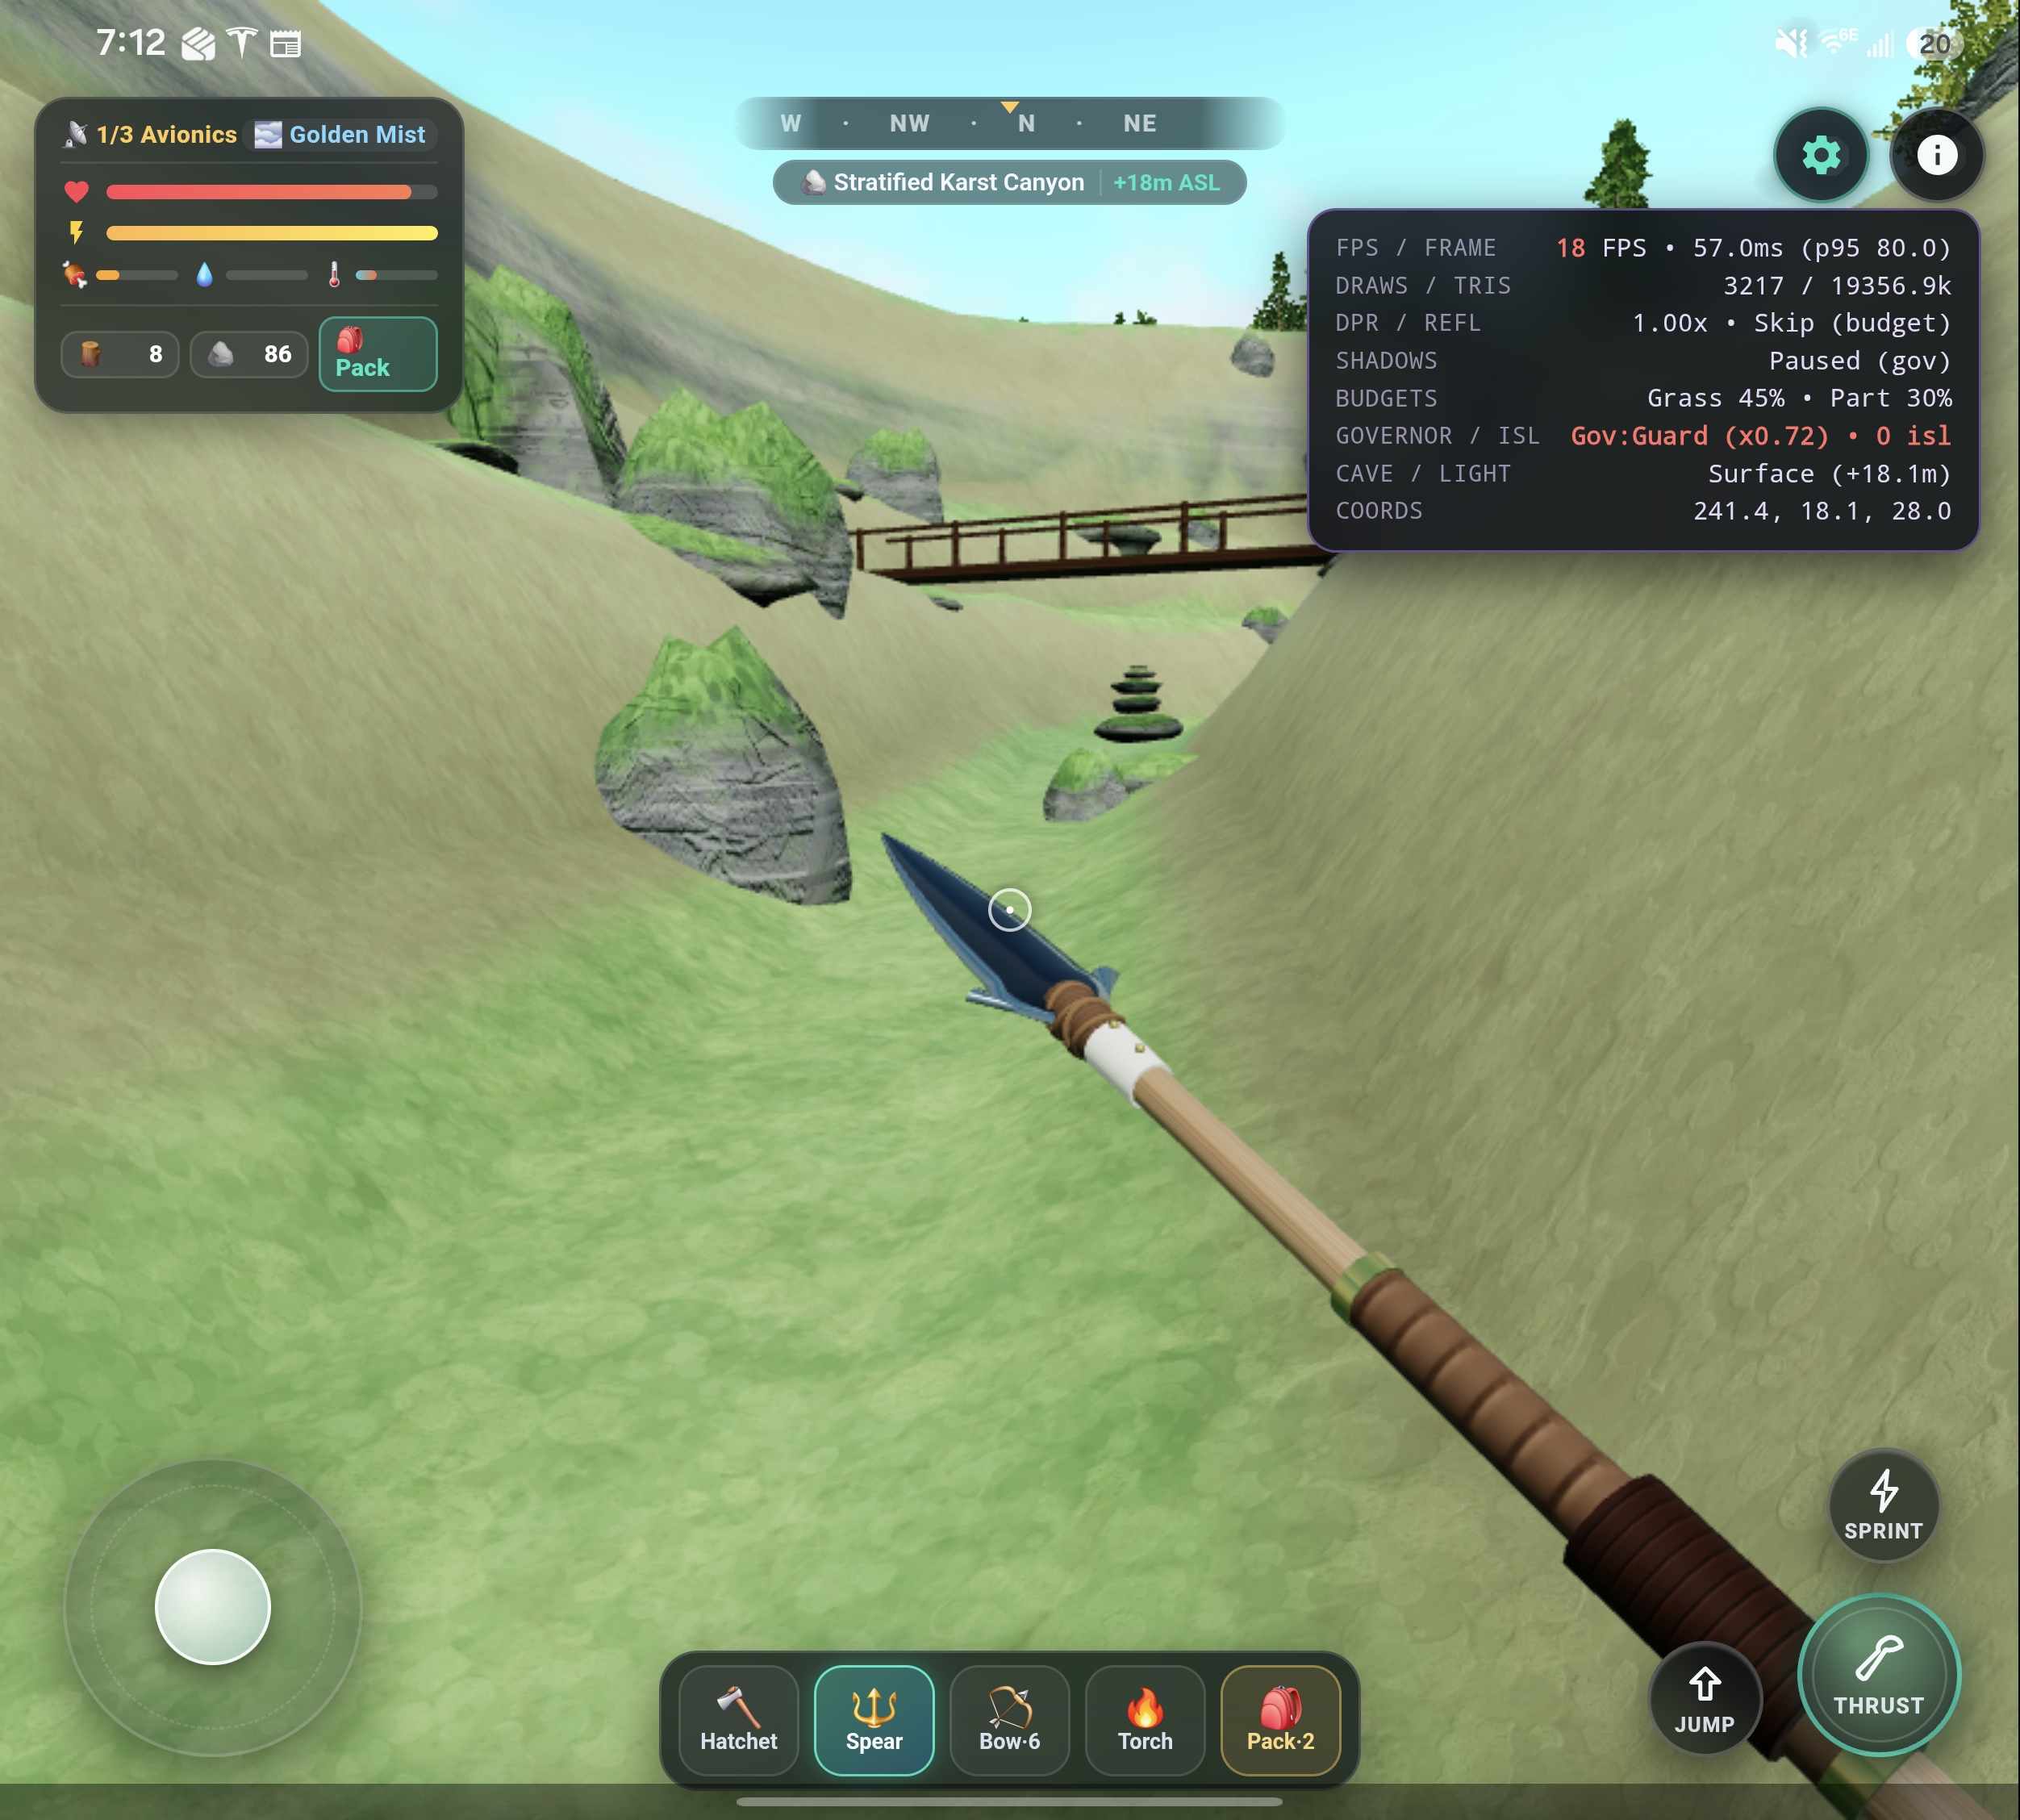 7:12
6E
20
1/3 Avionics Golden Mist
8 86 Pack
W · NW · N · NE
Stratified Karst Canyon +18m ASL
FPS / FRAME 18 FPS • 57.0ms (p95 80.0)
DRAWS / TRIS 3217 / 19356.9k
DPR / REFL 1.00x • Skip (budget)
SHADOWS Paused (gov)
BUDGETS Grass 45% • Part 30%
GOVERNOR / ISL Gov:Guard (x0.72) • 0 isl
CAVE / LIGHT Surface (+18.1m)
COORDS 241.4, 18.1, 28.0
SPRINT
THRUST
JUMP
Hatchet Spear Bow·6 Torch Pack·2